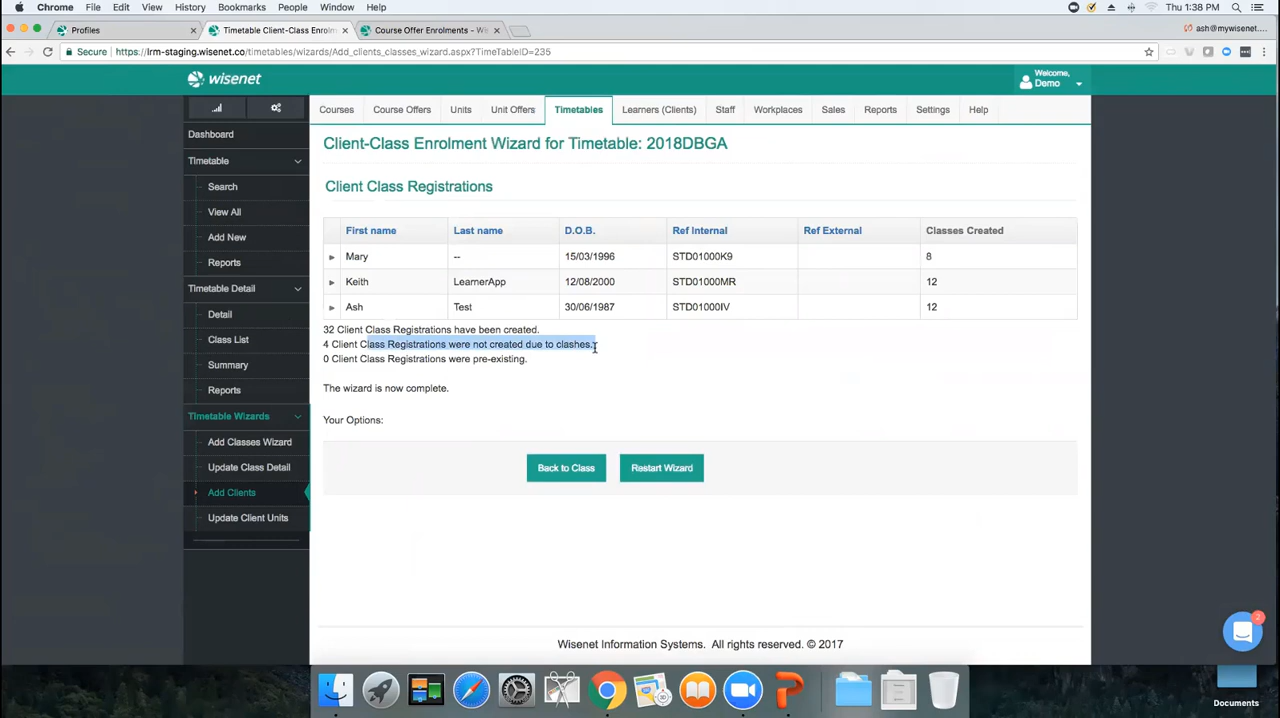 Chrome File Edit View History Bookmarks People Window Help Thu 1:38 PM
Profiles Timetable Client-Class Enrolm Course Offer Enrolments - Wi ash@mywisenet....
Secure https://lrm-staging.wisenet.co/timetables/wizards/Add_clients_classes_wizard.aspx?TimeTableID=235
wisenet Welcome,
Demo
Courses Course Offers Units Unit Offers Timetables Learners (Clients) Staff Workplaces Sales Reports Settings Help
Dashboard
Timetable
Search
View All
Add New
Reports
Timetable Detail
Detail
Class List
Summary
Reports
Timetable Wizards
Add Classes Wizard
Update Class Detail
Add Clients
Update Client Units
Client-Class Enrolment Wizard for Timetable: 2018DBGA
Client Class Registrations
First name Last name D.O.B. Ref Internal Ref External Classes Created
Mary -- 15/03/1996 STD01000K9 8
Keith LearnerApp 12/08/2000 STD01000MR 12
Ash Test 30/06/1987 STD01000IV 12
32 Client Class Registrations have been created.
4 Client Class Registrations were not created due to clashes.
0 Client Class Registrations were pre-existing.
The wizard is now complete.
Your Options:
Back to Class Restart Wizard
Wisenet Information Systems. All rights reserved. © 2017
2
Documents